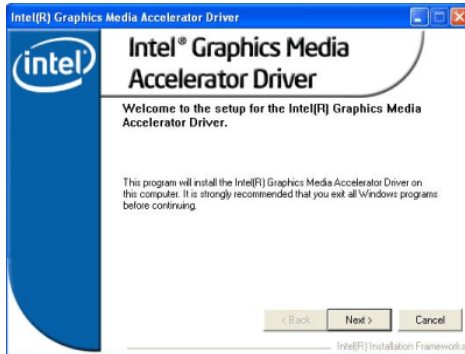 Intel(R) Graphics Media Accelerator Driver
intel
Intel® Graphics Media
Accelerator Driver
Welcome to the setup for the Intel(R) Graphics Media
Accelerator Driver.
This program will install the Intel(R) Graphics Media Accelerator Driver on
this computer. It is strongly recommended that you exit all Windows programs
before continuing.
< Back
Next >
Cancel
Intel(R) Installation Frameworks